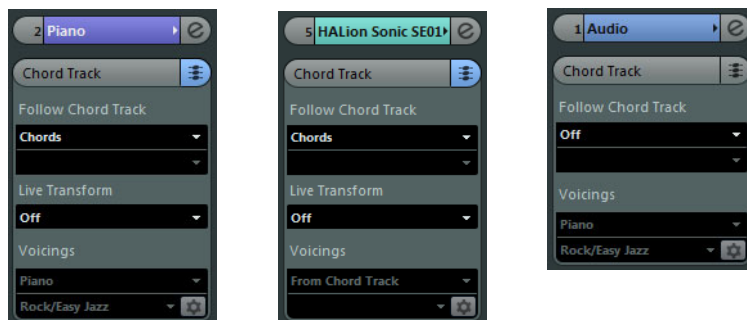 2 Piano
Chord Track
Follow Chord Track
Chords
Live Transform
Off
Voicings
Piano
Rock/Easy Jazz
5 HALion Sonic SE01
Chord Track
Follow Chord Track
Chords
Live Transform
Off
Voicings
From Chord Track
1 Audio
Chord Track
Follow Chord Track
Off
Voicings
Piano
Rock/Easy Jazz